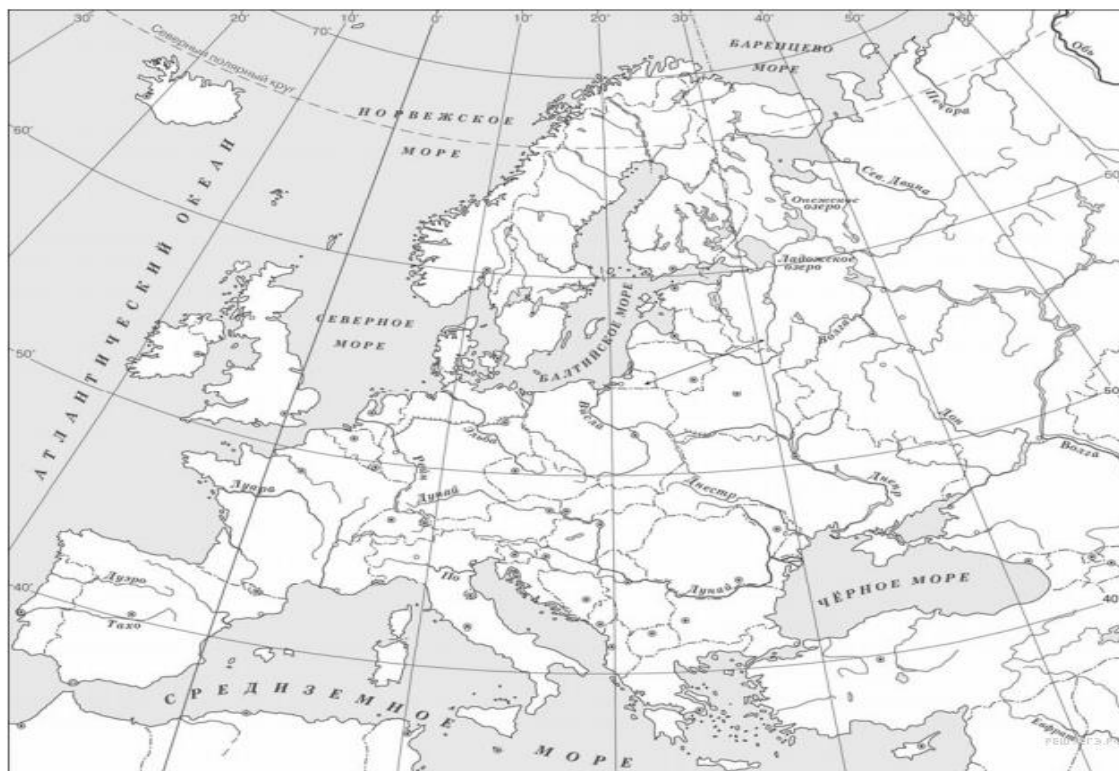 30° 20° 10° 0° 10° 20° 30° 40° 50° 60°
70°
Северный полярный круг
БАРЕНЦЕВО
МОРЕ
Обь
Печора
НОРВЕЖСКОЕ
МОРЕ
60°
Сев. Двина
60°
Онежское
озеро
Ладожское
озеро
АТЛАНТИЧЕСКИЙ ОКЕАН
СЕВЕРНОЕ
МОРЕ
БАЛТИЙСКОЕ МОРЕ
Волга
50°
50°
Висла
Дон
Эльба
Волга
Рейн
Луара
Дунай
Днестр
Днепр
По
Дунай
ЧЁРНОЕ МОРЕ
40°
40°
Дуэро
Тахо
СРЕДИЗЕМНОЕ
МОРЕ
Евфрат